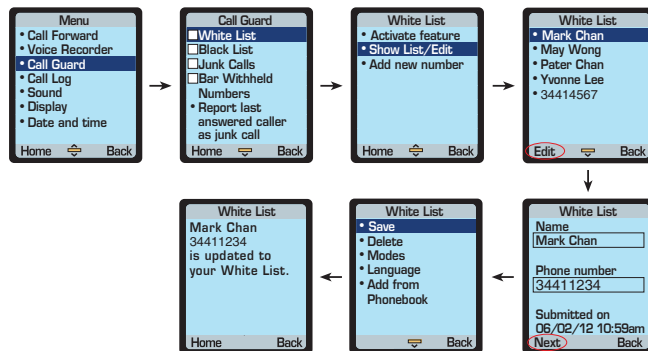 Menu
• Call Forward
• Voice Recorder
• Call Guard
• Call Log
• Sound
• Display
• Date and time
Home Back
Call Guard
White List
Black List
Junk Calls
Bar Withheld
Numbers
• Report last
answered caller
as junk call
Home Back
White List
• Activate feature
• Show List/Edit
• Add new number
Home Back
White List
• Mark Chan
• May Wong
• Pater Chan
• Yvonne Lee
• 34414567
Edit Back
White List
Name
Mark Chan
Phone number
34411234
Submitted on
06/02/12 10:59am
Next Back
White List
• Save
• Delete
• Modes
• Language
• Add from
Phonebook
Back
White List
Mark Chan
34411234
is updated to
your White List.
Home Back